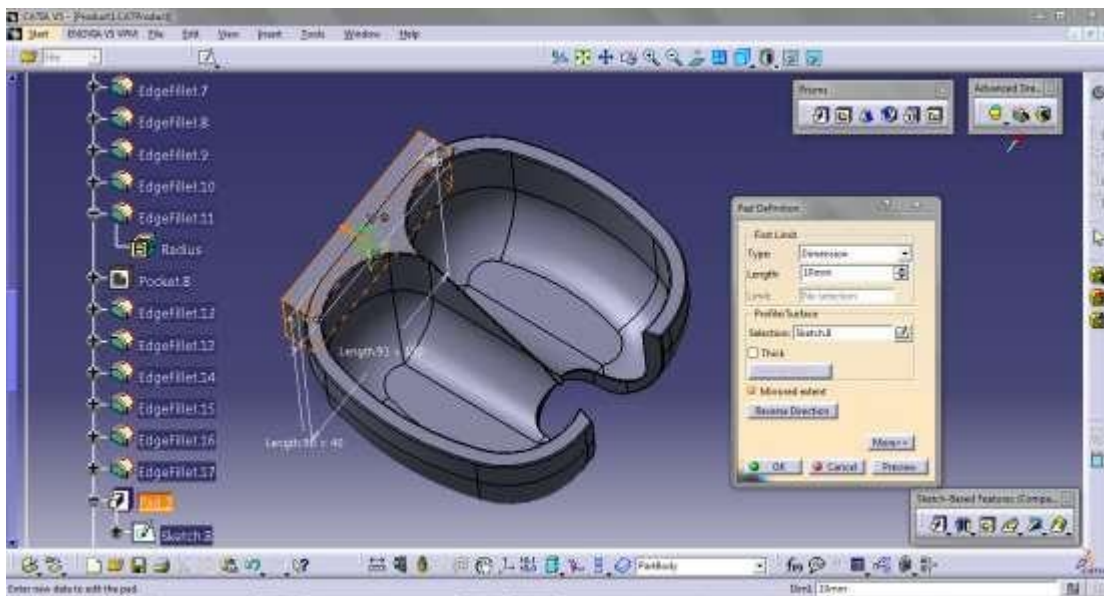 CATIA V5 - [Product1.CATProduct]
Start ENOVIA V5 VPM File Edit View Insert Tools Window Help
EdgeFillet.7
EdgeFillet.8
EdgeFillet.9
EdgeFillet.10
EdgeFillet.11
Radius
Pocket.8
EdgeFillet.12
EdgeFillet.14
EdgeFillet.15
EdgeFillet.16
EdgeFillet.17
Sketch.8
Prisms
Pad Definition
First Limit
Type: Dimension
Length:
Limit: No selection
Profile/Surface
Selection: Sketch.8
Thick
Mirrored extent
Reverse Direction
More>>
OK Cancel Preview
Sketch-Based Features (Compa...
PartBody
Enter new data to edit the pad.